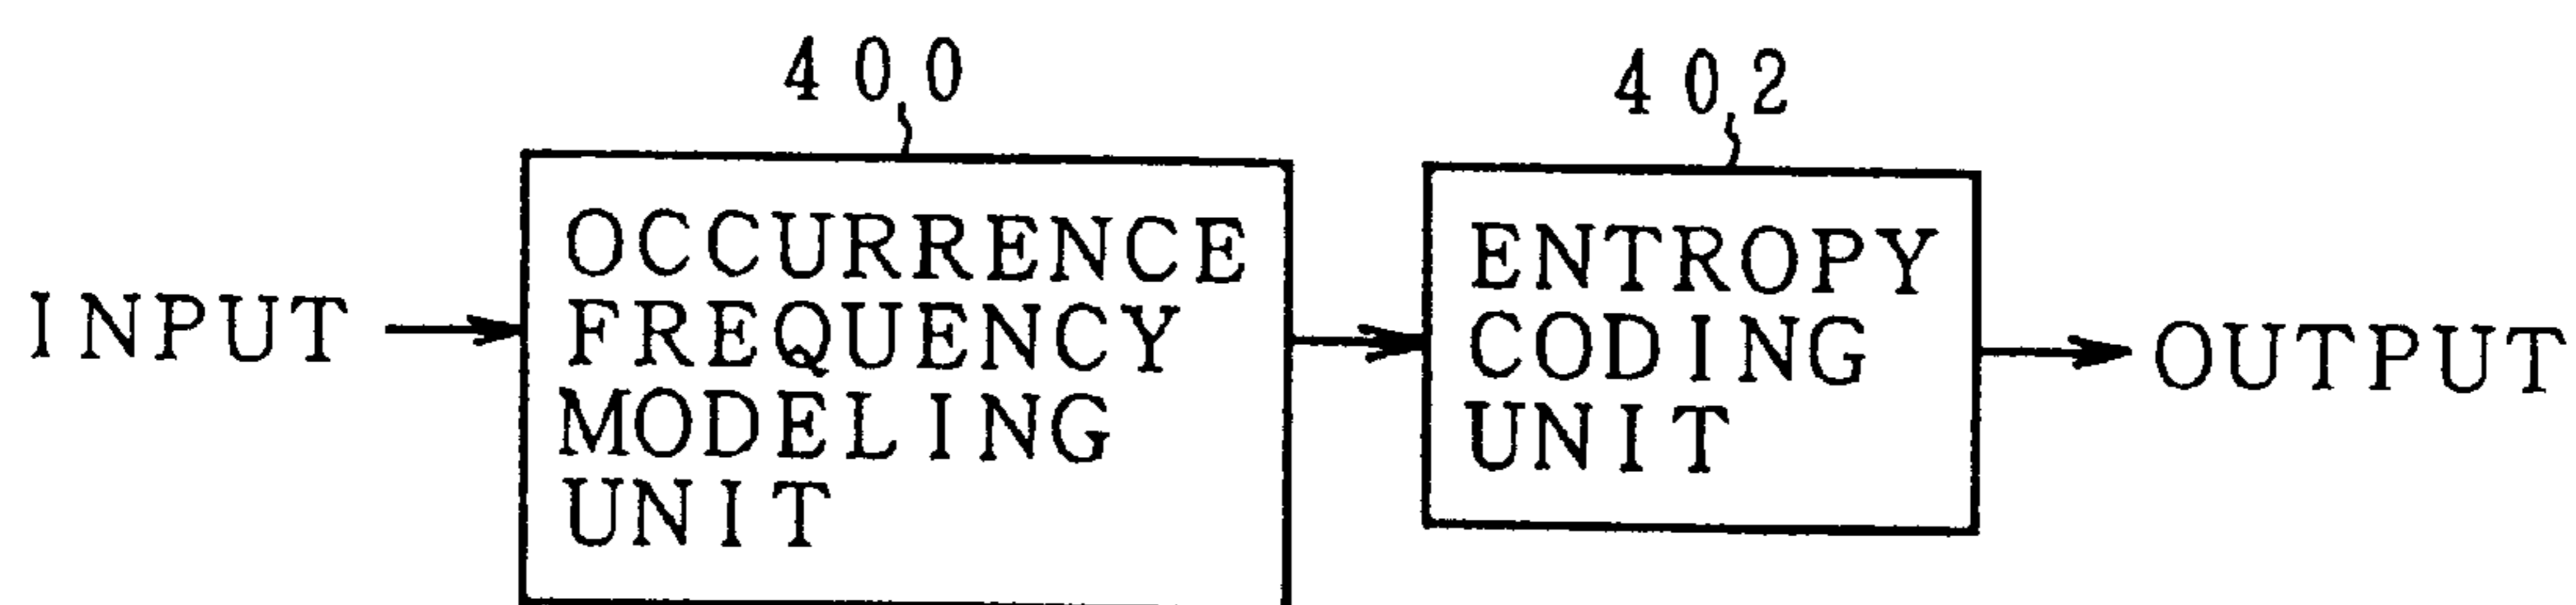 400
402
INPUT
OCCURRENCE
FREQUENCY
MODELING
UNIT
ENTROPY
CODING
UNIT
OUTPUT